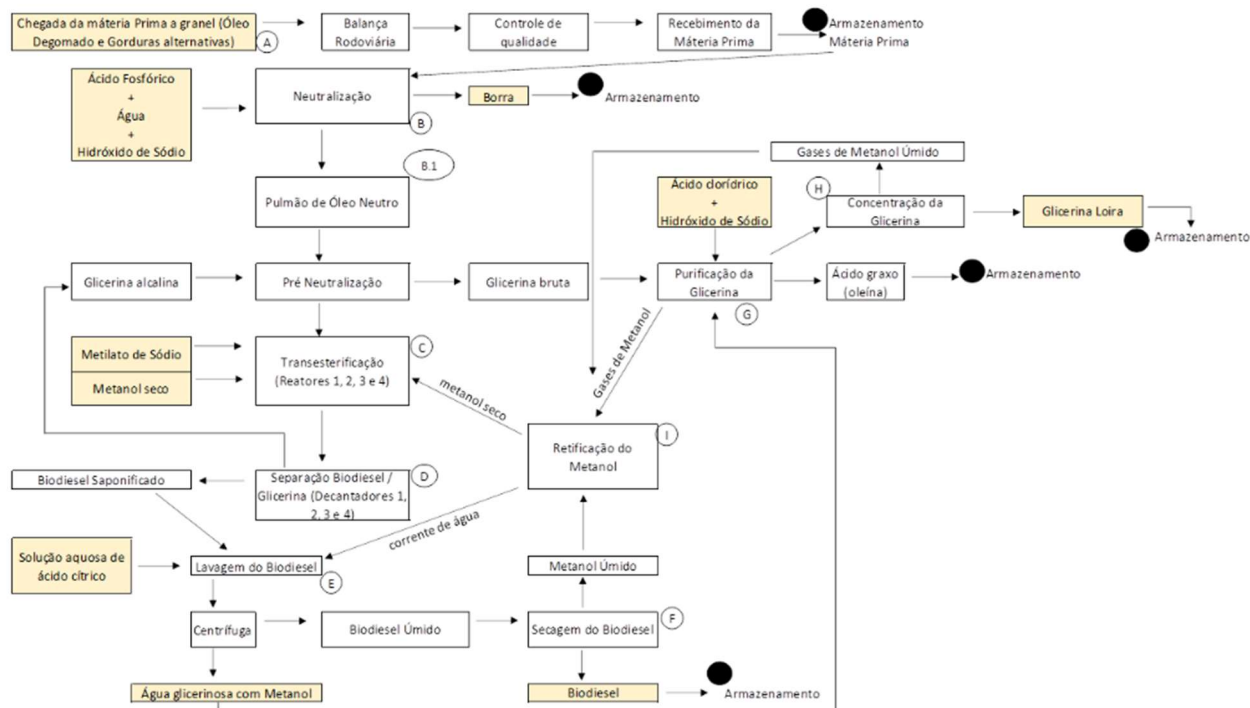 Chegada da máteria Prima a granel (Óleo
Degomado e Gorduras alternativas)
A
Balança
Rodoviária
Controle de
qualidade
Recebimento da
Máteria Prima
Armazenamento
Máteria Prima
Ácido Fosfórico
+
Água
+
Hidróxido de Sódio
Neutralização
B
Borra
Armazenamento
B.1
Pulmão de Óleo Neutro
Gases de Metanol Úmido
Ácido clorídrico
+
Hidróxido de Sódio
H
Concentração da
Glicerina
Glicerina Loira
Armazenamento
Glicerina alcalina
Pré Neutralização
Glicerina bruta
Purificação da
Glicerina
G
Ácido graxo
(oleína)
Armazenamento
Metilato de Sódio
Metanol seco
Transesterificação
(Reatores 1, 2, 3 e 4)
C
metanol seco
Gases de Metanol
Retificação do
Metanol
I
Biodiesel Saponificado
Separação Biodiesel /
Glicerina (Decantadores 1,
2, 3 e 4)
D
corrente de água
Solução aquosa de
ácido cítrico
Lavagem do Biodiesel
E
Metanol Úmido
Centrífuga
Biodiesel Úmido
Secagem do Biodiesel
F
Água glicerinosa com Metanol
Biodiesel
Armazenamento